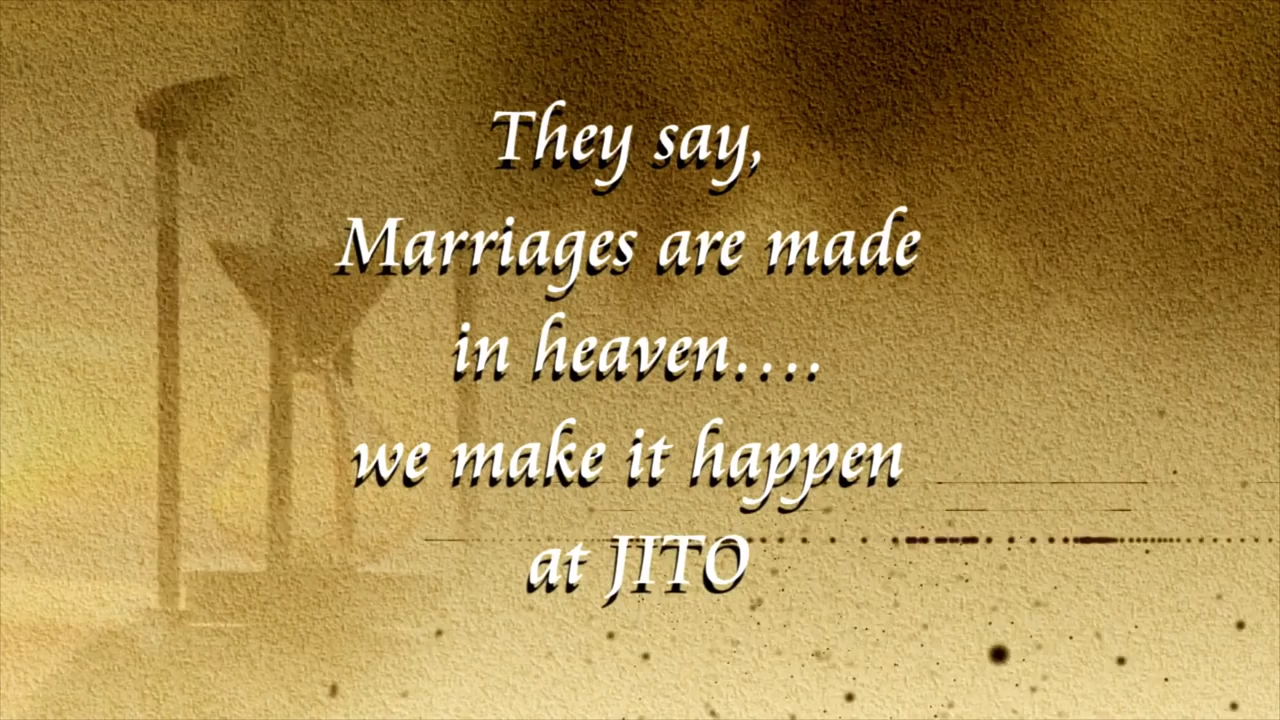 They say,
Marriages are made
in heaven....
we make it happen
at JITO